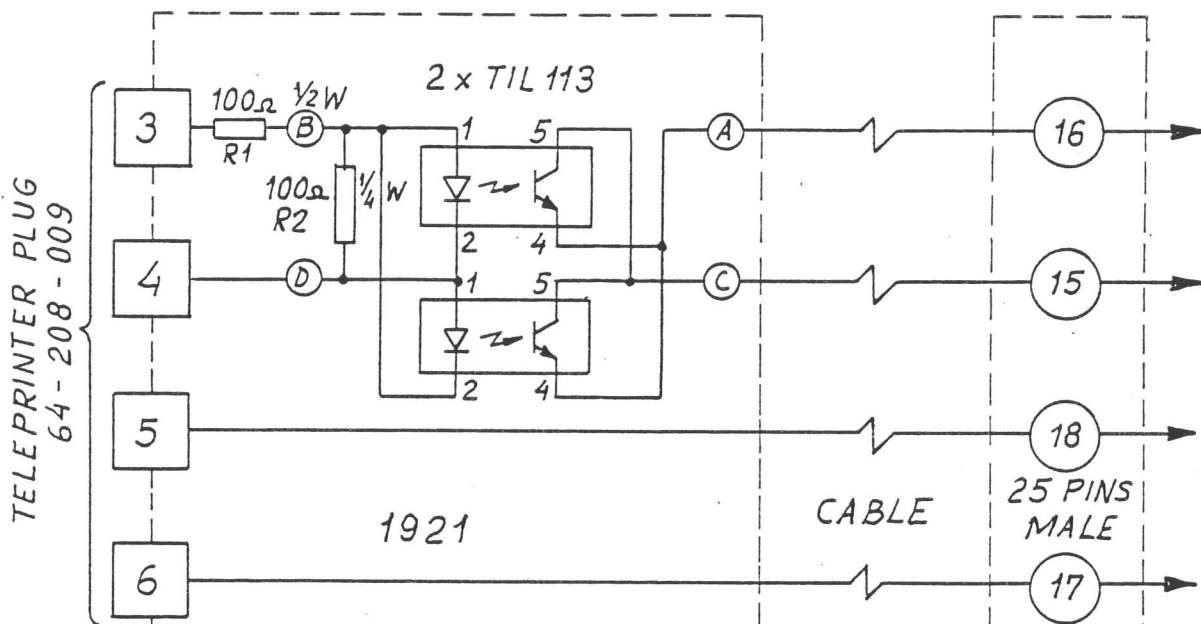 TELEPRINTER PLUG
64-208-009
2 x TIL 113
3
100Ω ½W
R1
B
1
5
A
16
100Ω ¼ W
R2
2
4
4
D
1
5
C
15
2
4
5
18
25 PINS
MALE
CABLE
1921
6
17